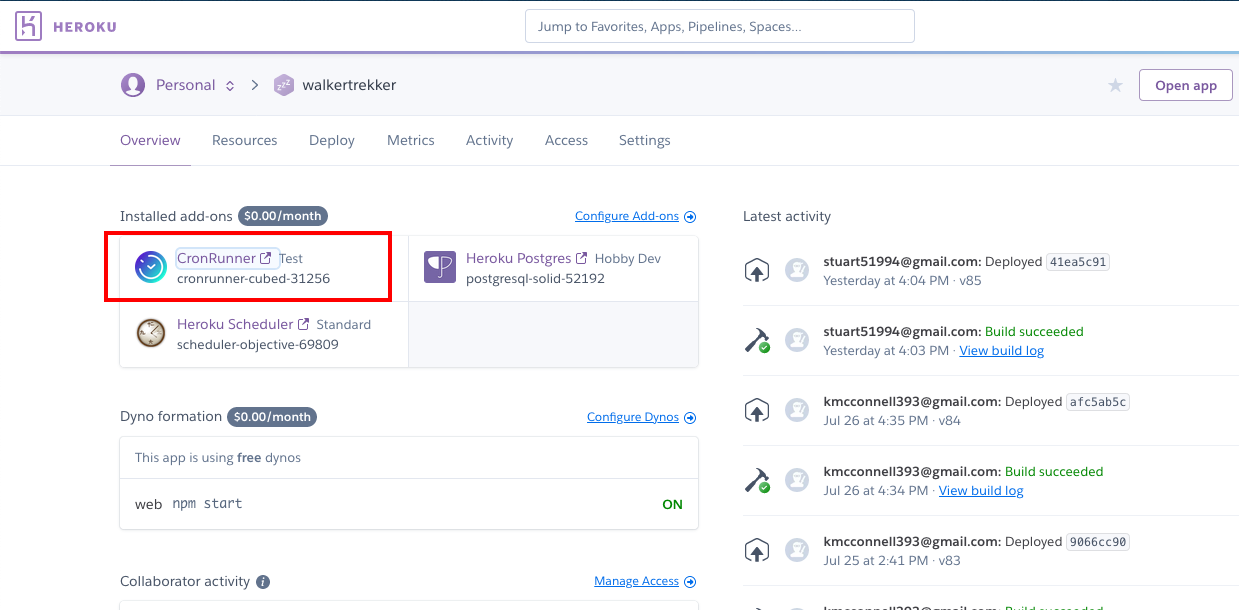 HEROKU
Jump to Favorites, Apps, Pipelines, Spaces...
Personal
walkertrekker
Open app
Overview Resources Deploy Metrics Activity Access Settings
Installed add-ons $0.00/month
Configure Add-ons
CronRunner Test
cronrunner-cubed-31256
Heroku Postgres Hobby Dev
postgresql-solid-52192
Heroku Scheduler Standard
scheduler-objective-69809
Dyno formation $0.00/month
Configure Dynos
This app is using free dynos
web npm start
ON
Collaborator activity
Manage Access
Latest activity
stuart51994@gmail.com: Deployed 41ea5c91
Yesterday at 4:04 PM · v85
stuart51994@gmail.com: Build succeeded
Yesterday at 4:03 PM · View build log
kmcconnell393@gmail.com: Deployed afc5ab5c
Jul 26 at 4:35 PM · v84
kmcconnell393@gmail.com: Build succeeded
Jul 26 at 4:34 PM · View build log
kmcconnell393@gmail.com: Deployed 9066cc90
Jul 25 at 2:41 PM · v83
kmcconnell393@gmail.com: Build succeeded